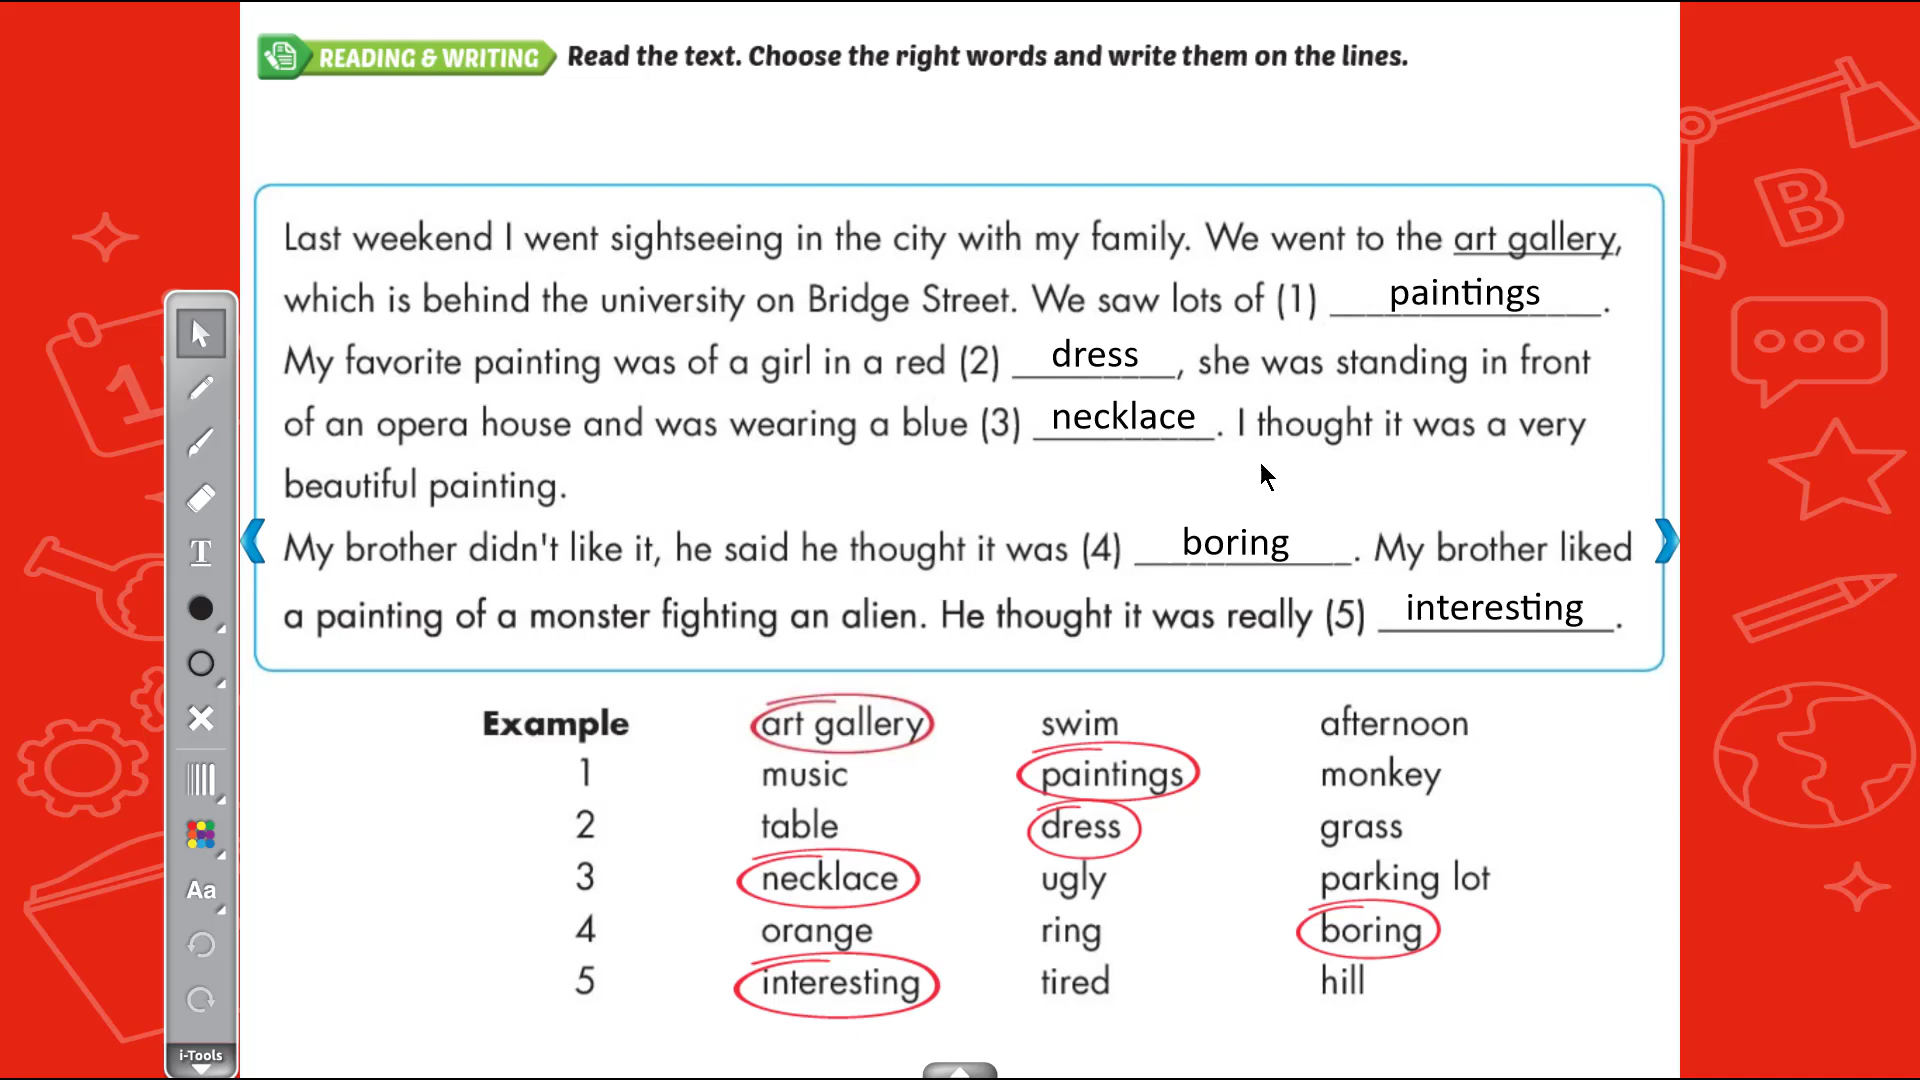 READING & WRITING Read the text. Choose the right words and write them on the lines.
Last weekend I went sightseeing in the city with my family. We went to the art gallery,
which is behind the university on Bridge Street. We saw lots of (1) paintings.
My favorite painting was of a girl in a red (2) dress, she was standing in front
of an opera house and was wearing a blue (3) necklace. I thought it was a very
beautiful painting.
My brother didn't like it, he said he thought it was (4) boring. My brother liked
a painting of a monster fighting an alien. He thought it was really (5) interesting.
Example art gallery swim afternoon
1 music paintings monkey
2 table dress grass
3 necklace ugly parking lot
4 orange ring boring
5 interesting tired hill
T
Aa
i-Tools
1
B